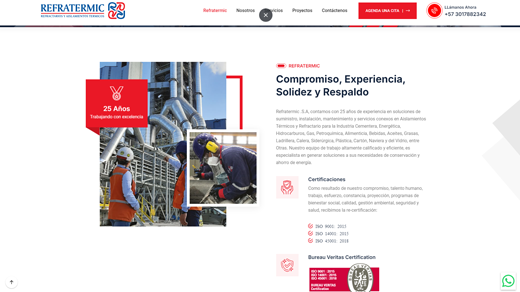 REFRATERMIC
REFRACTARIOS Y AISLAMIENTOS TERMICOS
Refratermic
Nosotros
Servicios
Proyectos
Contáctenos
AGENDA UNA CITA | →
LLámanos Ahora
+57 3017882342
25 Años
Trabajando con excelencia
REFRATERMIC
Compromiso, Experiencia,
Solidez y Respaldo
Refratermic .S.A, contamos con 25 años de experiencia en soluciones de
suministro, instalación, mantenimiento y servicios conexos en Aislamientos
Térmicos y Refractario para la Industria Cementera, Energética,
Hidrocarburos, Gas, Petroquímica, Alimenticia, Bebidas, Aceites, Grasas,
Ladrillera, Calera, Siderúrgica, Plástica, Cartón, Navieros y del Vidrio, entre
Otras. Nuestro equipo de trabajo altamente calificado y eficiente, es
especialista en generar soluciones a sus necesidades de conservación y
ahorro de energía.
Certificaciones
Como resultado de nuestro compromiso, talento humano,
trabajo, esfuerzo, constancia, proyección, programas de
bienestar social, calidad, gestión ambiental, seguridad y
salud, recibimos la re-certificación.
ISO 9001: 2015
ISO 14001: 2015
ISO 45001: 2018
Bureau Veritas Certification
ISO 9001: 2015
ISO 14001: 2015
ISO 45001: 2018
BUREAU VERITAS
Certification